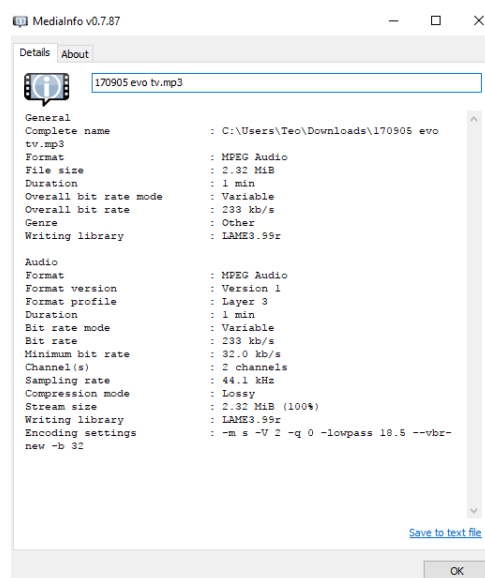 MediaInfo v0.7.87
Details About
170905 evo tv.mp3
General
Complete name : C:\Users\Teo\Downloads\170905 evo
tv.mp3
Format : MPEG Audio
File size : 2.32 MiB
Duration : 1 min
Overall bit rate mode : Variable
Overall bit rate : 233 kb/s
Genre : Other
Writing library : LAME3.99r
Audio
Format : MPEG Audio
Format version : Version 1
Format profile : Layer 3
Duration : 1 min
Bit rate mode : Variable
Bit rate : 233 kb/s
Minimum bit rate : 32.0 kb/s
Channel(s) : 2 channels
Sampling rate : 44.1 kHz
Compression mode : Lossy
Stream size : 2.32 MiB (100%)
Writing library : LAME3.99r
Encoding settings : -m s -V 2 -q 0 -lowpass 18.5 --vbr-
new -b 32
Save to text file
OK